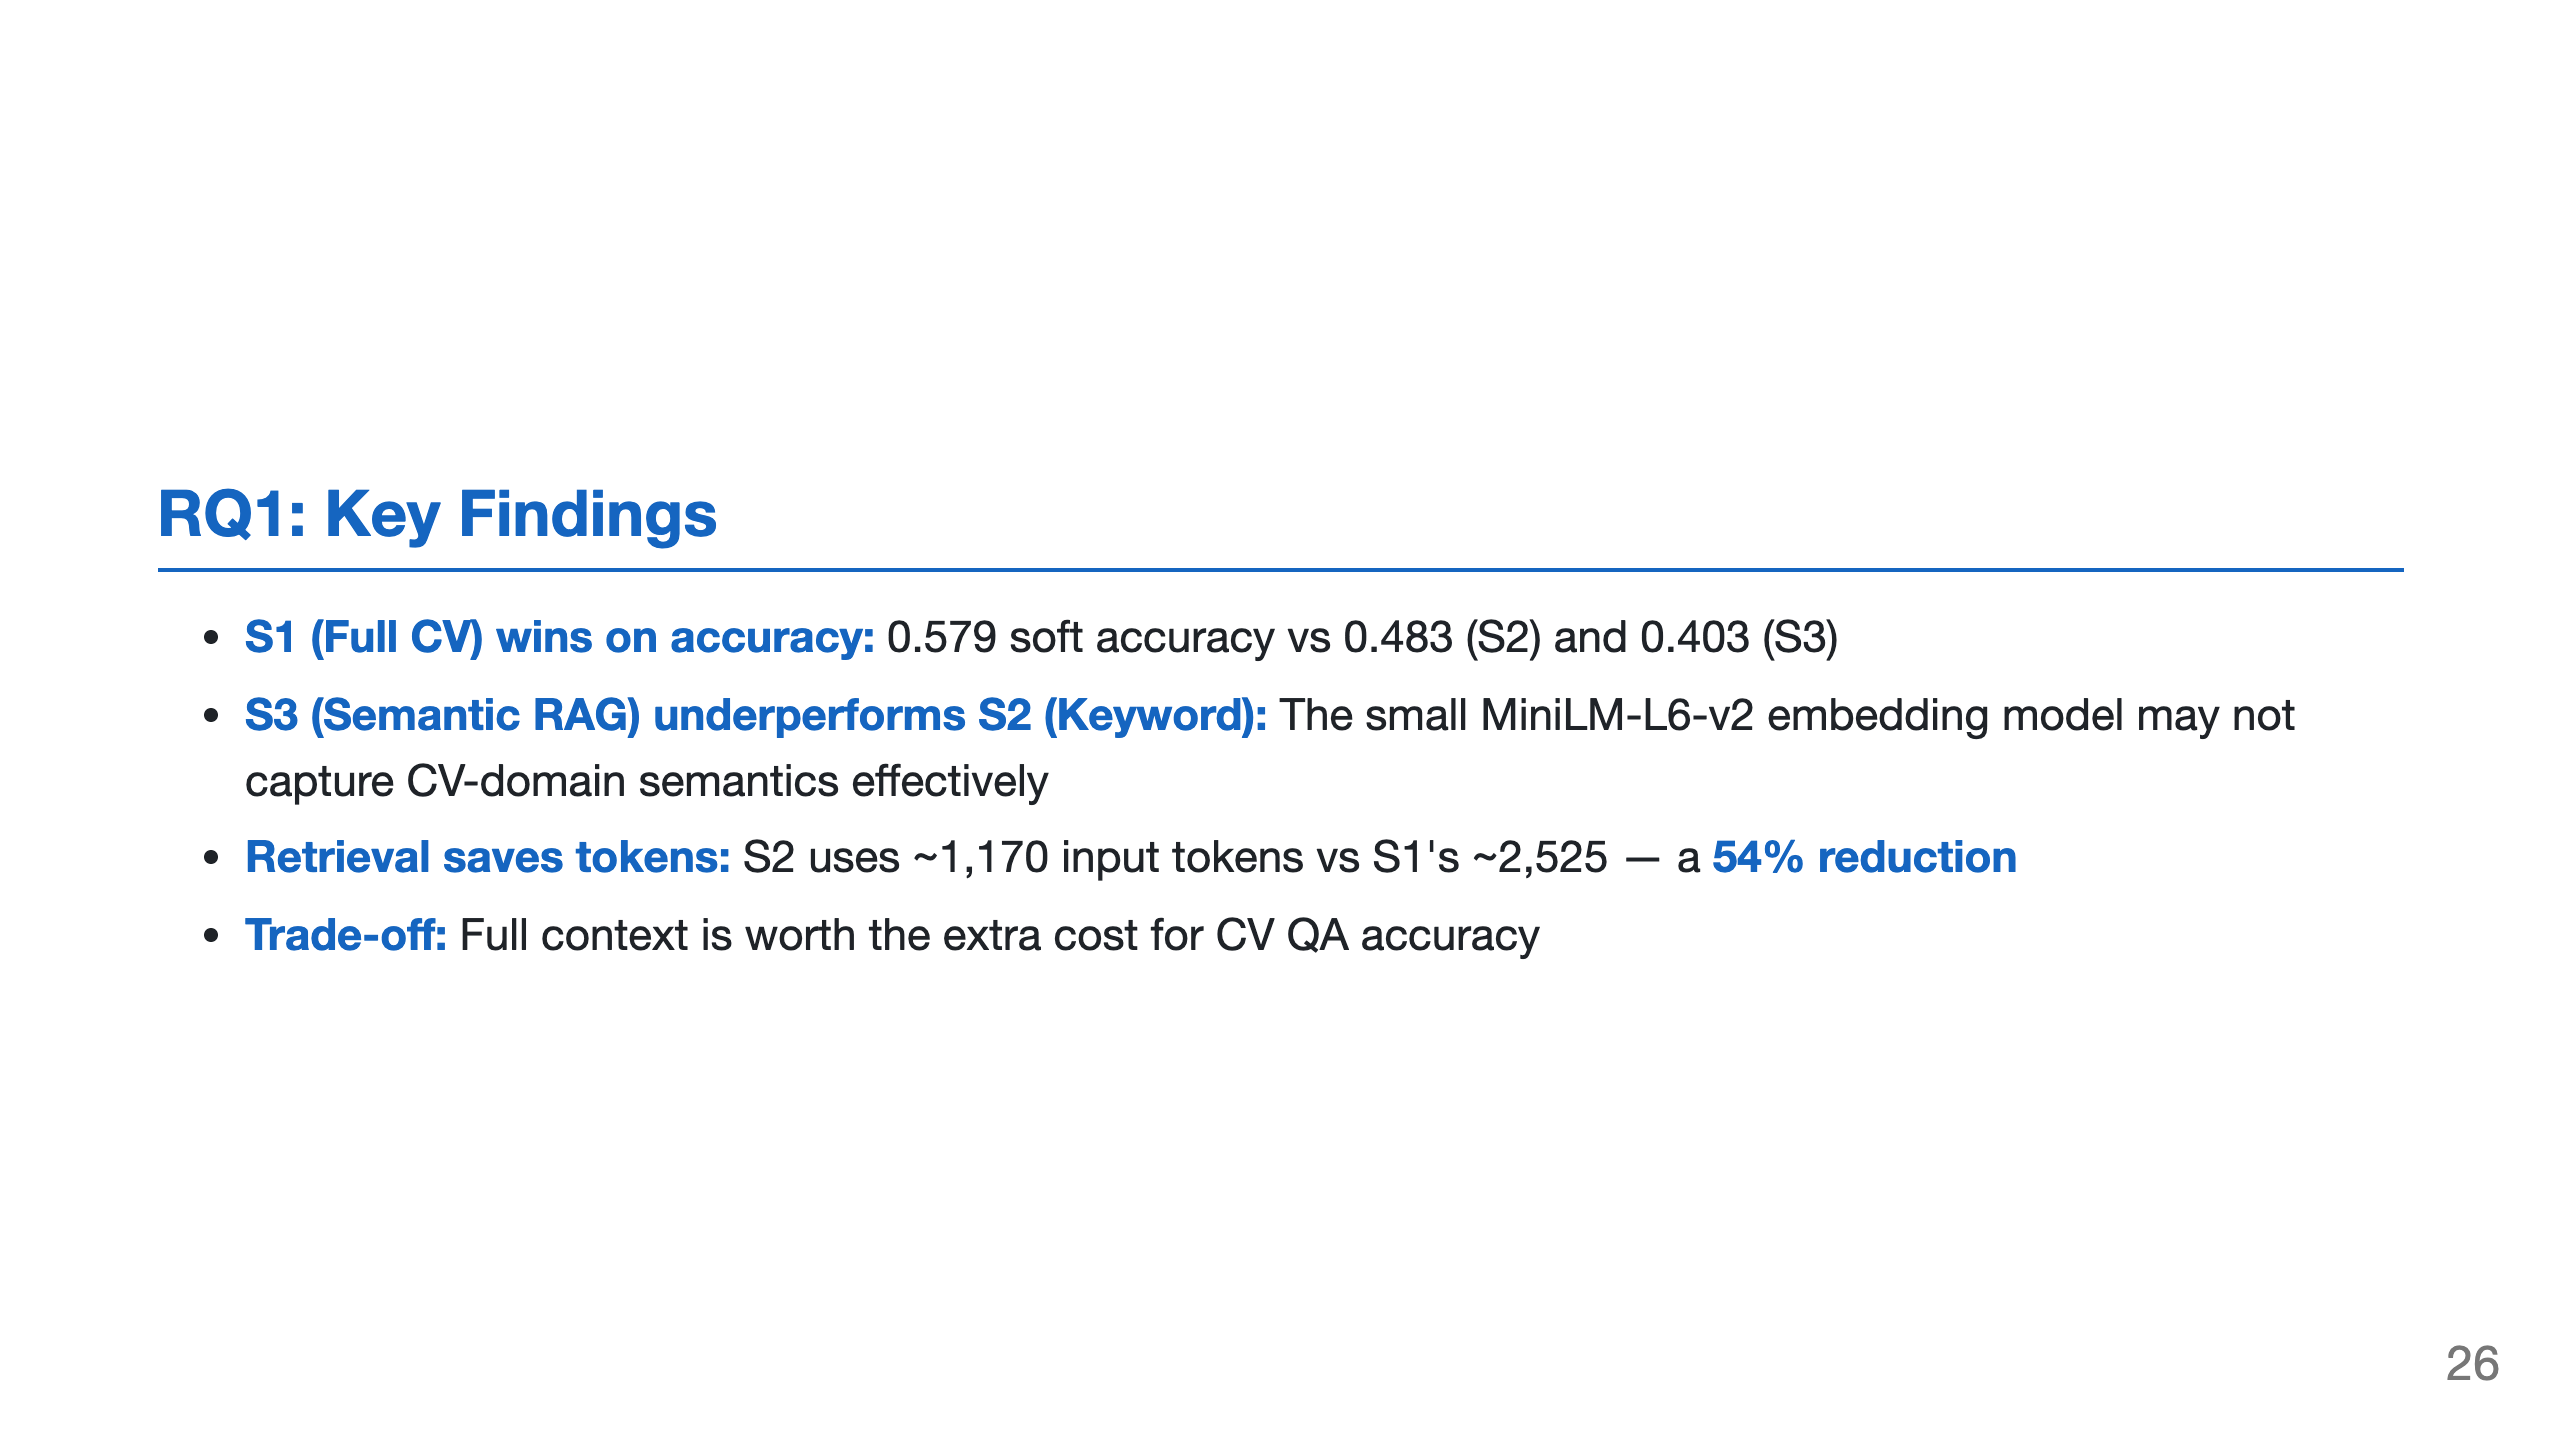 RQ1: Key Findings
• S1 (Full CV) wins on accuracy: 0.579 soft accuracy vs 0.483 (S2) and 0.403 (S3)
• S3 (Semantic RAG) underperforms S2 (Keyword): The small MiniLM-L6-v2 embedding model may not
capture CV-domain semantics effectively
• Retrieval saves tokens: S2 uses ~1,170 input tokens vs S1's ~2,525 — a 54% reduction
• Trade-off: Full context is worth the extra cost for CV QA accuracy
26